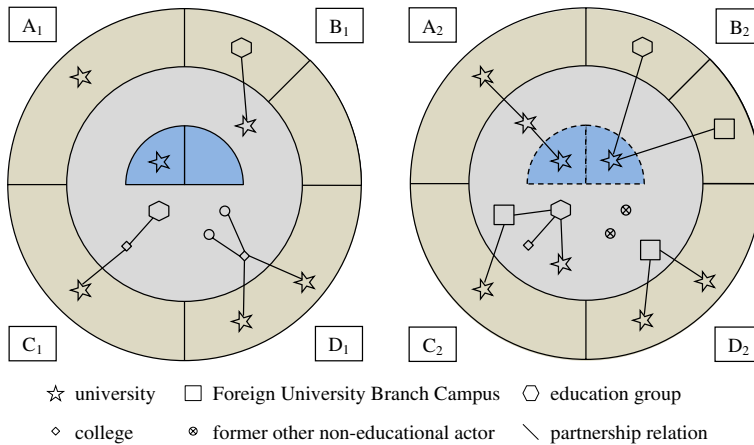 A₁ B₁ A₂ B₂
C₁ D₁ C₂ D₂
university Foreign University Branch Campus education group
college former other non-educational actor partnership relation